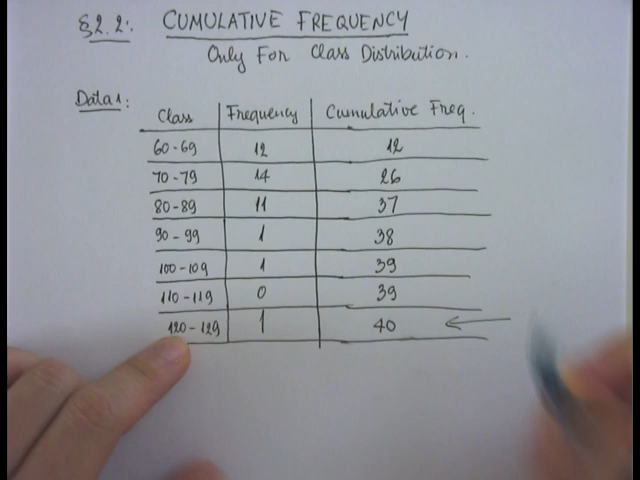 §2.2: CUMULATIVE FREQUENCY
Only For Class Distribution.
Data 1:
Class Frequency Cumulative Freq.
60-69 12 12
70-79 14 26
80-89 11 37
90-99 1 38
100-109 1 39
110-119 0 39
120-129 1 40